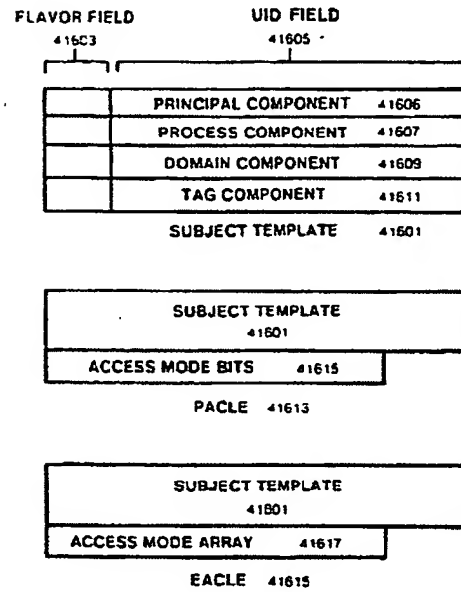 FLAVOR FIELD UID FIELD
41603 41605
PRINCIPAL COMPONENT 41606
PROCESS COMPONENT 41607
DOMAIN COMPONENT 41609
TAG COMPONENT 41611
SUBJECT TEMPLATE 41601
SUBJECT TEMPLATE
41601
ACCESS MODE BITS 41615
PACLE 41613
SUBJECT TEMPLATE
41601
ACCESS MODE ARRAY 41617
EACLE 41615